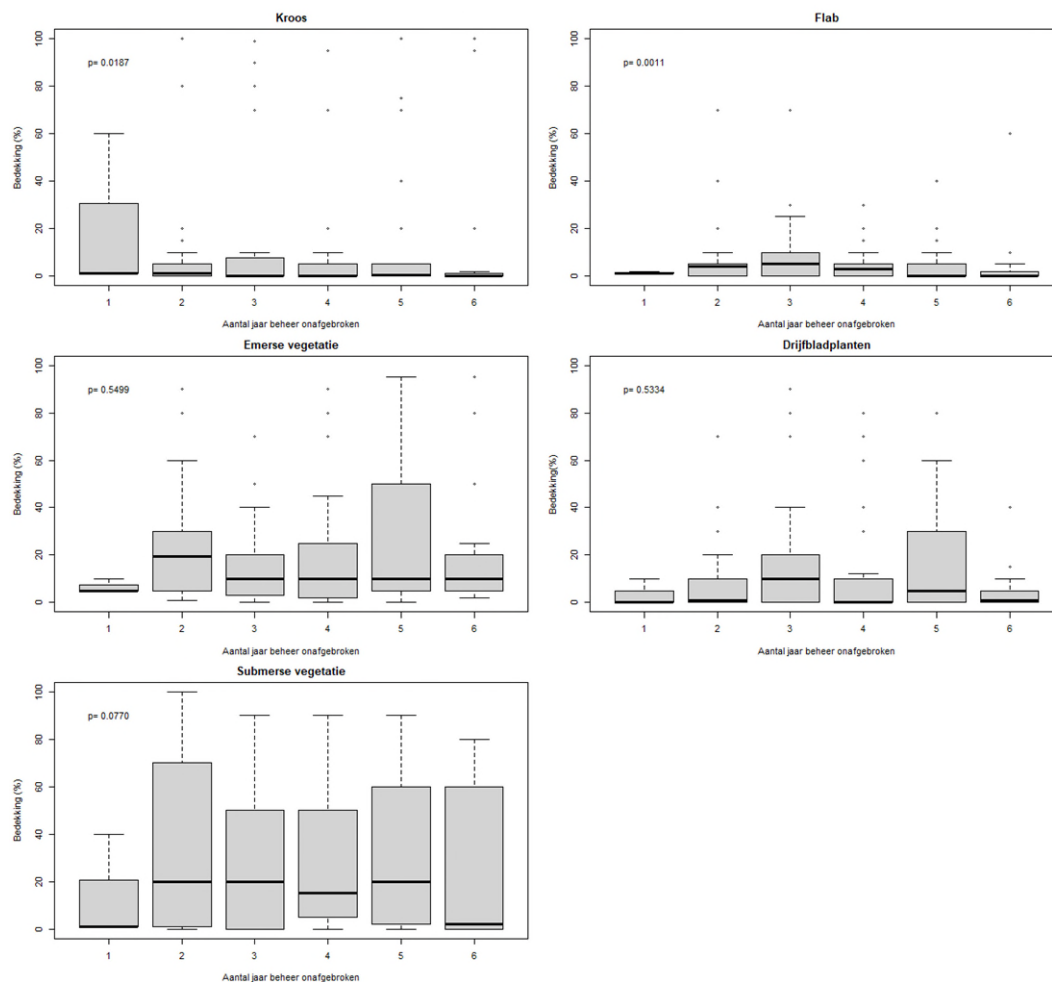 Kroos
p= 0.0187
Bedekking (%)
0 20 40 60 80 100
1 2 3 4 5 6
Aantal jaar beheer onafgebroken
Flab
p= 0.0011
Bedekking (%)
0 20 40 60 80 100
1 2 3 4 5 6
Aantal jaar beheer onafgebroken
Emerse vegetatie
p= 0.5499
Bedekking (%)
0 20 40 60 80 100
1 2 3 4 5 6
Aantal jaar beheer onafgebroken
Drijfbladplanten
p= 0.5334
Bedekking(%)
0 20 40 60 80 100
1 2 3 4 5 6
Aantal jaar beheer onafgebroken
Submerse vegetatie
p= 0.0770
Bedekking (%)
0 20 40 60 80 100
1 2 3 4 5 6
Aantal jaar beheer onafgebroken